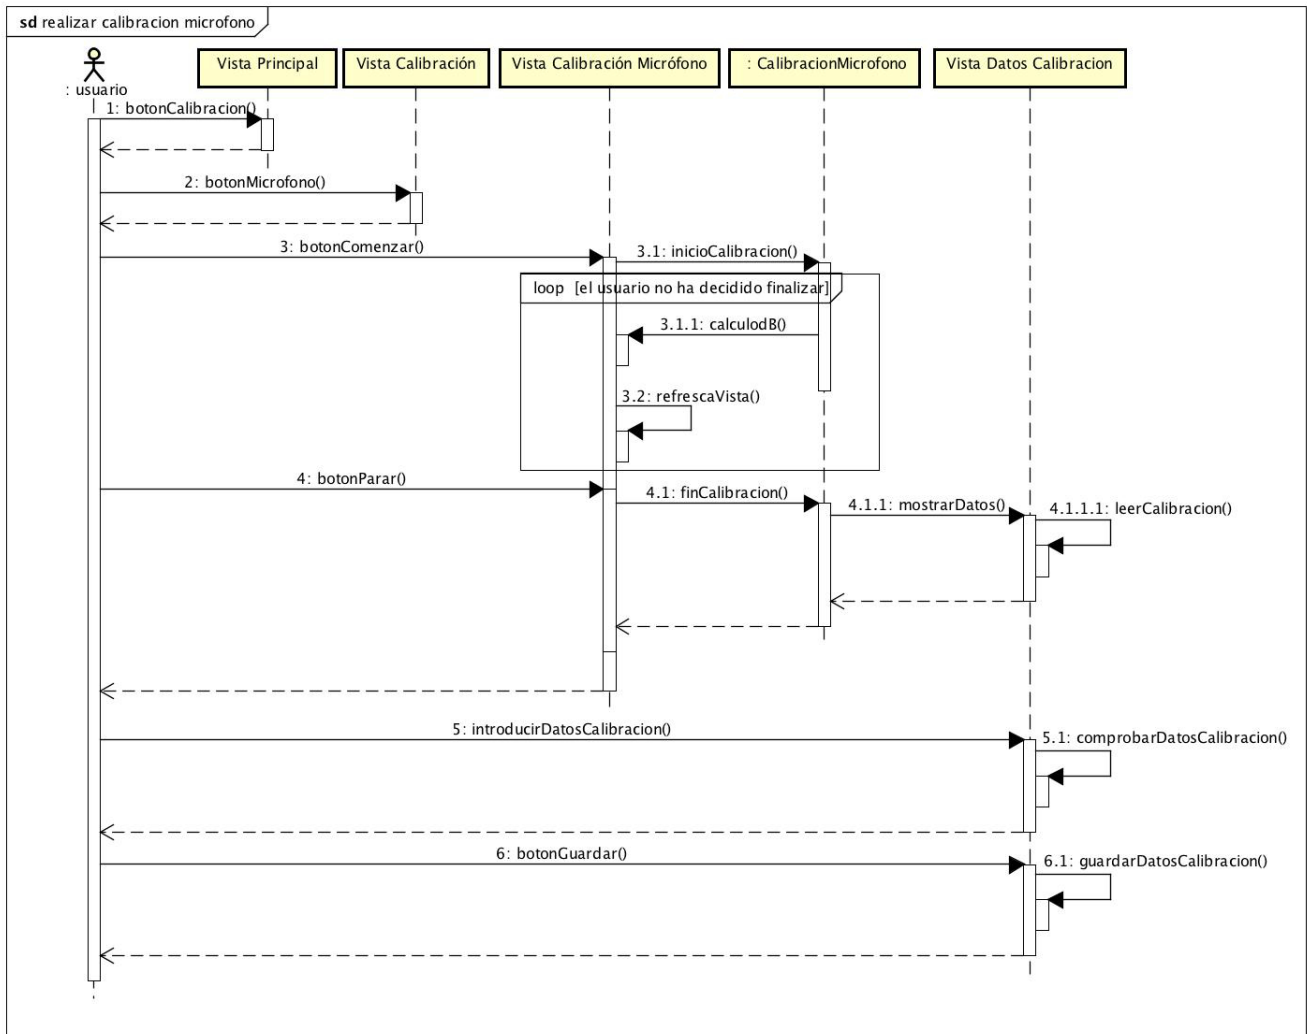 sd realizar calibracion microfono
: usuario
Vista Principal
Vista Calibración
Vista Calibración Micrófono
: CalibracionMicrofono
Vista Datos Calibracion
1: botonCalibracion()
2: botonMicrofono()
3: botonComenzar()
3.1: inicioCalibracion()
loop [el usuario no ha decidido finalizar]
3.1.1: calculodB()
3.2: refrescaVista()
4: botonParar()
4.1: finCalibracion()
4.1.1: mostrarDatos()
4.1.1.1: leerCalibracion()
5: introducirDatosCalibracion()
5.1: comprobarDatosCalibracion()
6: botonGuardar()
6.1: guardarDatosCalibracion()